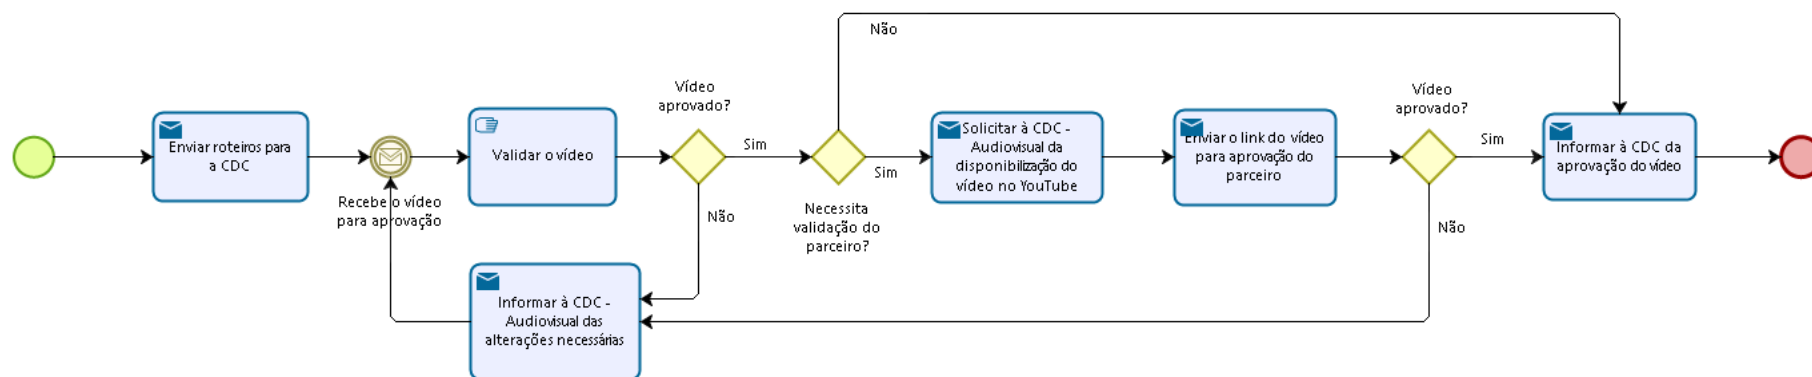 Enviar roteiros para
a CDC
Recebe o vídeo
para aprovação
Validar o vídeo
Vídeo
aprovado?
Sim
Não
Informar à CDC -
Audiovisual das
alterações necessárias
Necessita
validação do
parceiro?
Não
Sim
Solicitar à CDC -
Audiovisual da
disponibilização do
vídeo no YouTube
Enviar o link do vídeo
para aprovação do
parceiro
Vídeo
aprovado?
Sim
Não
Informar à CDC da
aprovação do vídeo